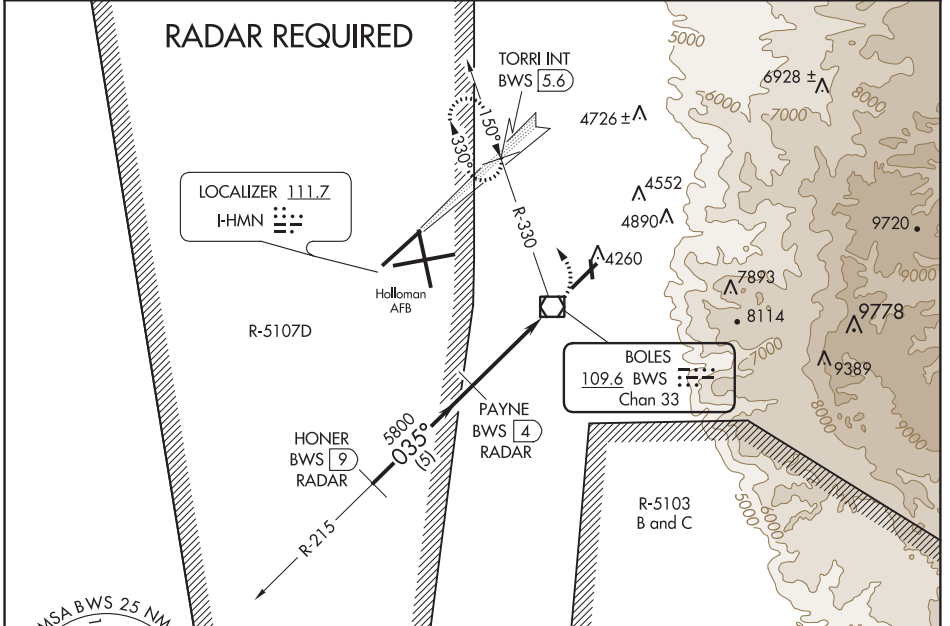 RADAR REQUIRED
TORRI INT
BWS 5.6
5000
6928 ±
6000
7000
8000
4726 ±
150°
330°
LOCALIZER 111.7
I-HMN
4552
4890
R-330
9720
4260
9000
7893
Holloman
AFB
8114
9778
R-5107D
7000
BOLES
109.6 BWS
Chan 33
9389
PAYNE
BWS 4
RADAR
8000
9000
5800
035°
(5)
HONER
BWS 9
RADAR
R-5103
B and C
5000
6000
R-215
MSA BWS 25 NM
1